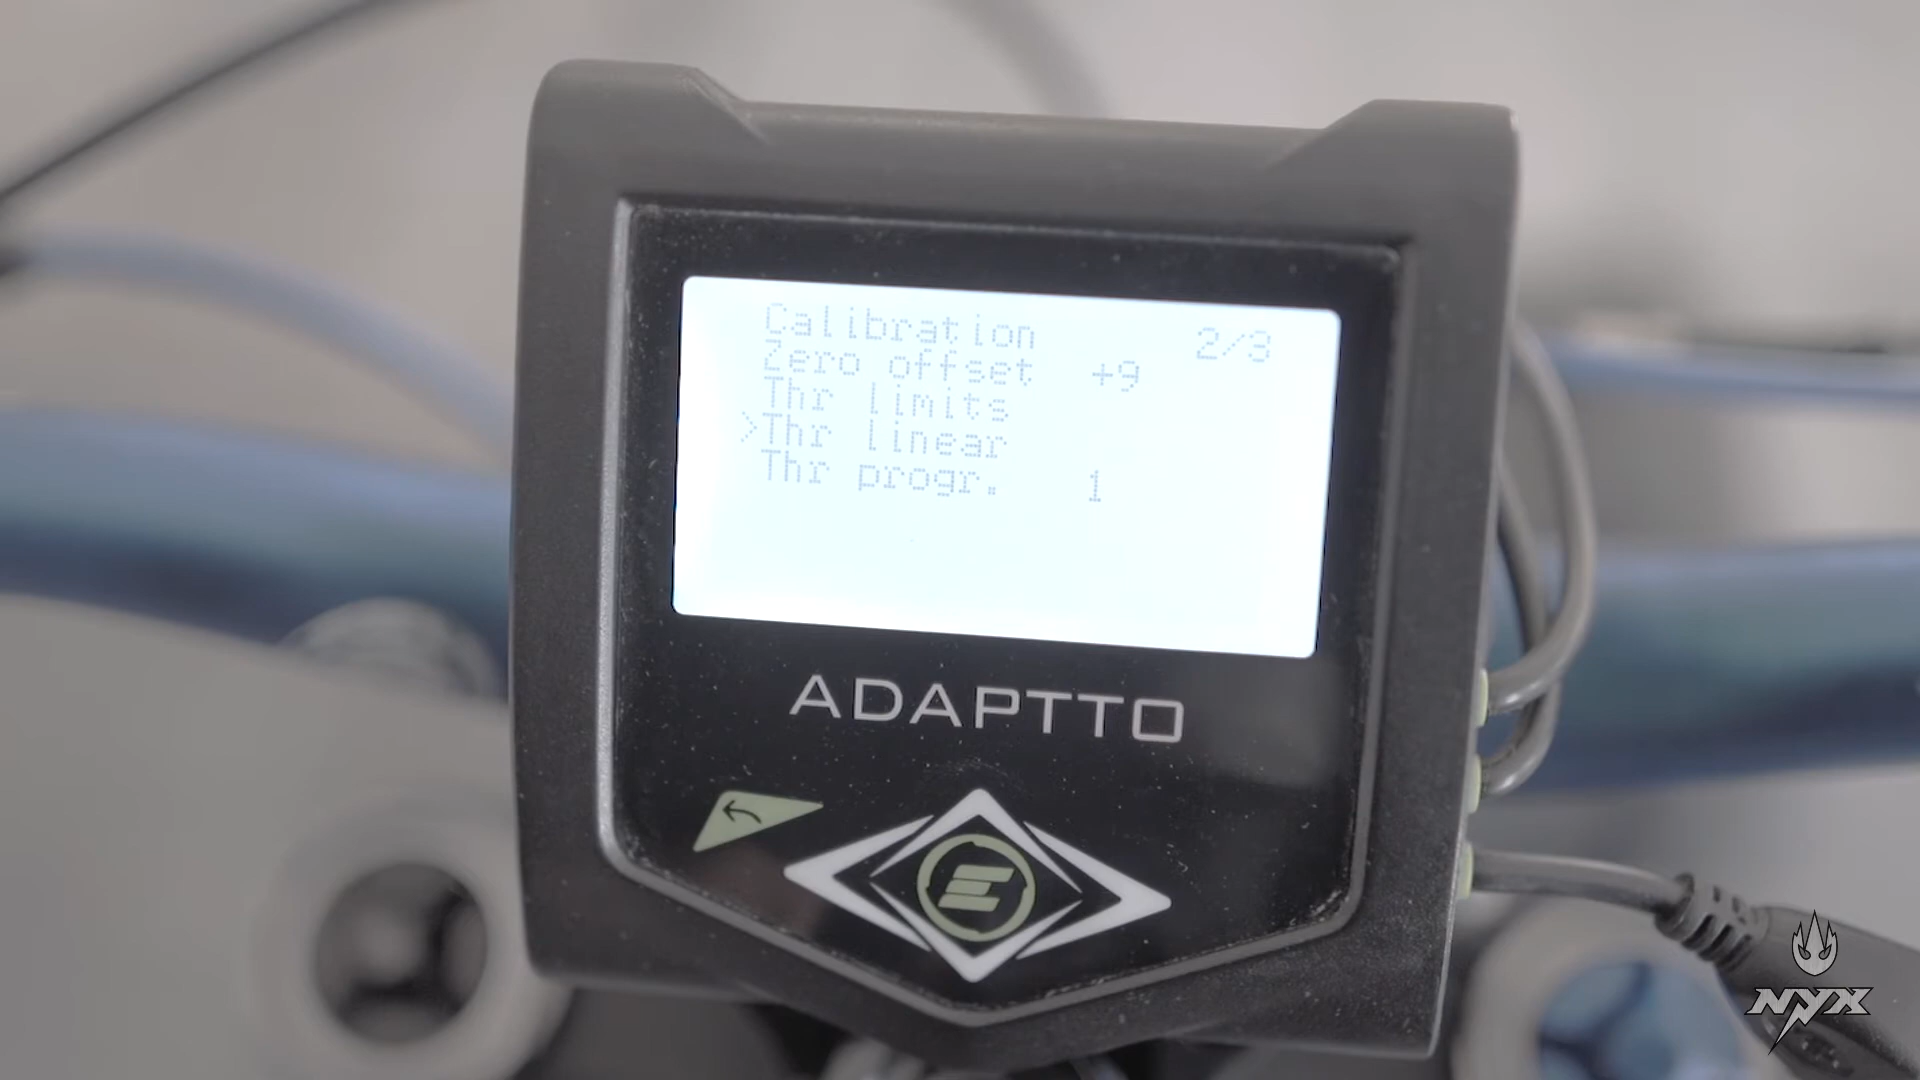 Calibration 2/3
Zero offset +9
Thr limits
>Thr linear
Thr progr. 1
ADAPTTO
E
NYX